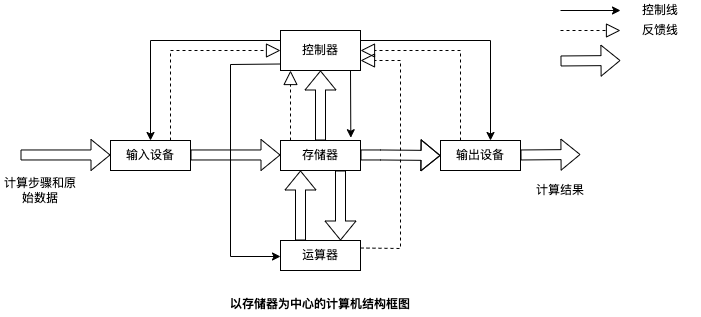 控制线
反馈线
控制器
输入设备
存储器
输出设备
计算步骤和原
始数据
计算结果
运算器
以存储器为中心的计算机结构框图